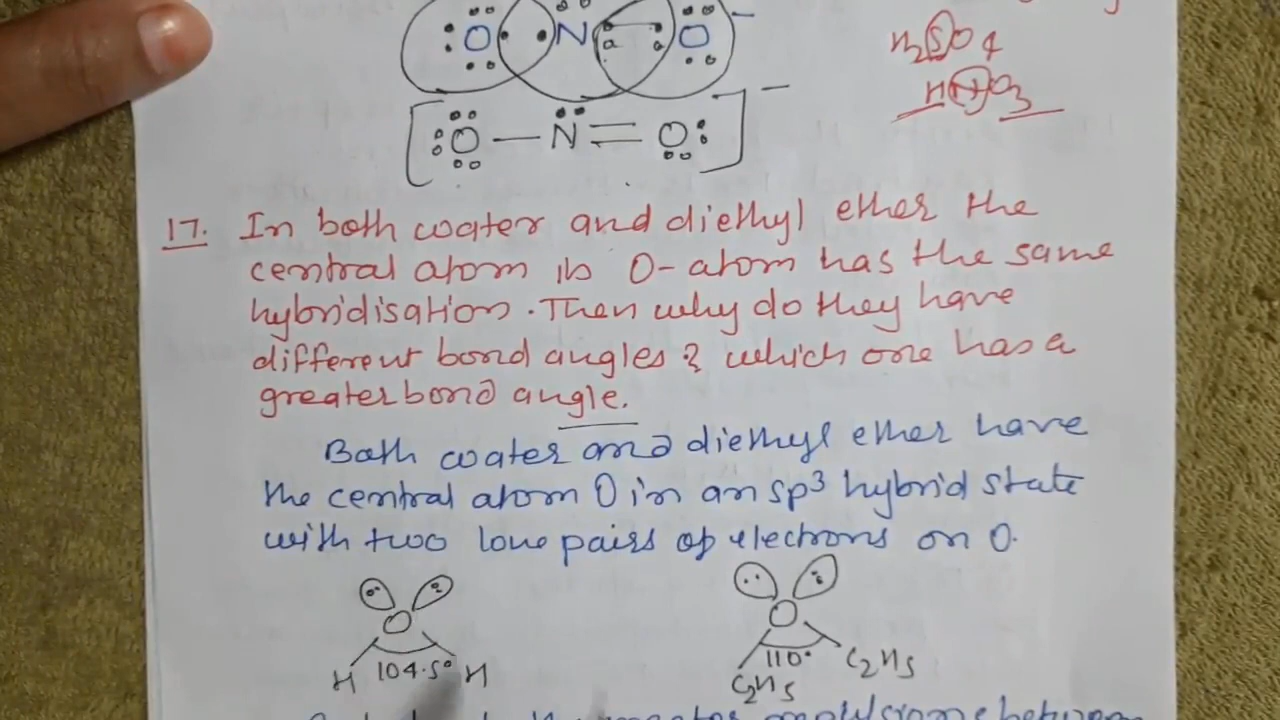 :O N O
H2SO4
HNO3
[:O — N = O:]−
17. In both water and diethyl ether the
central atom is O-atom has the same
hybridisation. Then why do they have
different bond angles? which one has a
greater bond angle.
Both water and diethyl ether have
the central atom O in an sp3 hybrid state
with two lone pairs of electrons on O.
O O
104.5° 110°
H H C2H5 C2H5
greater repulsions between